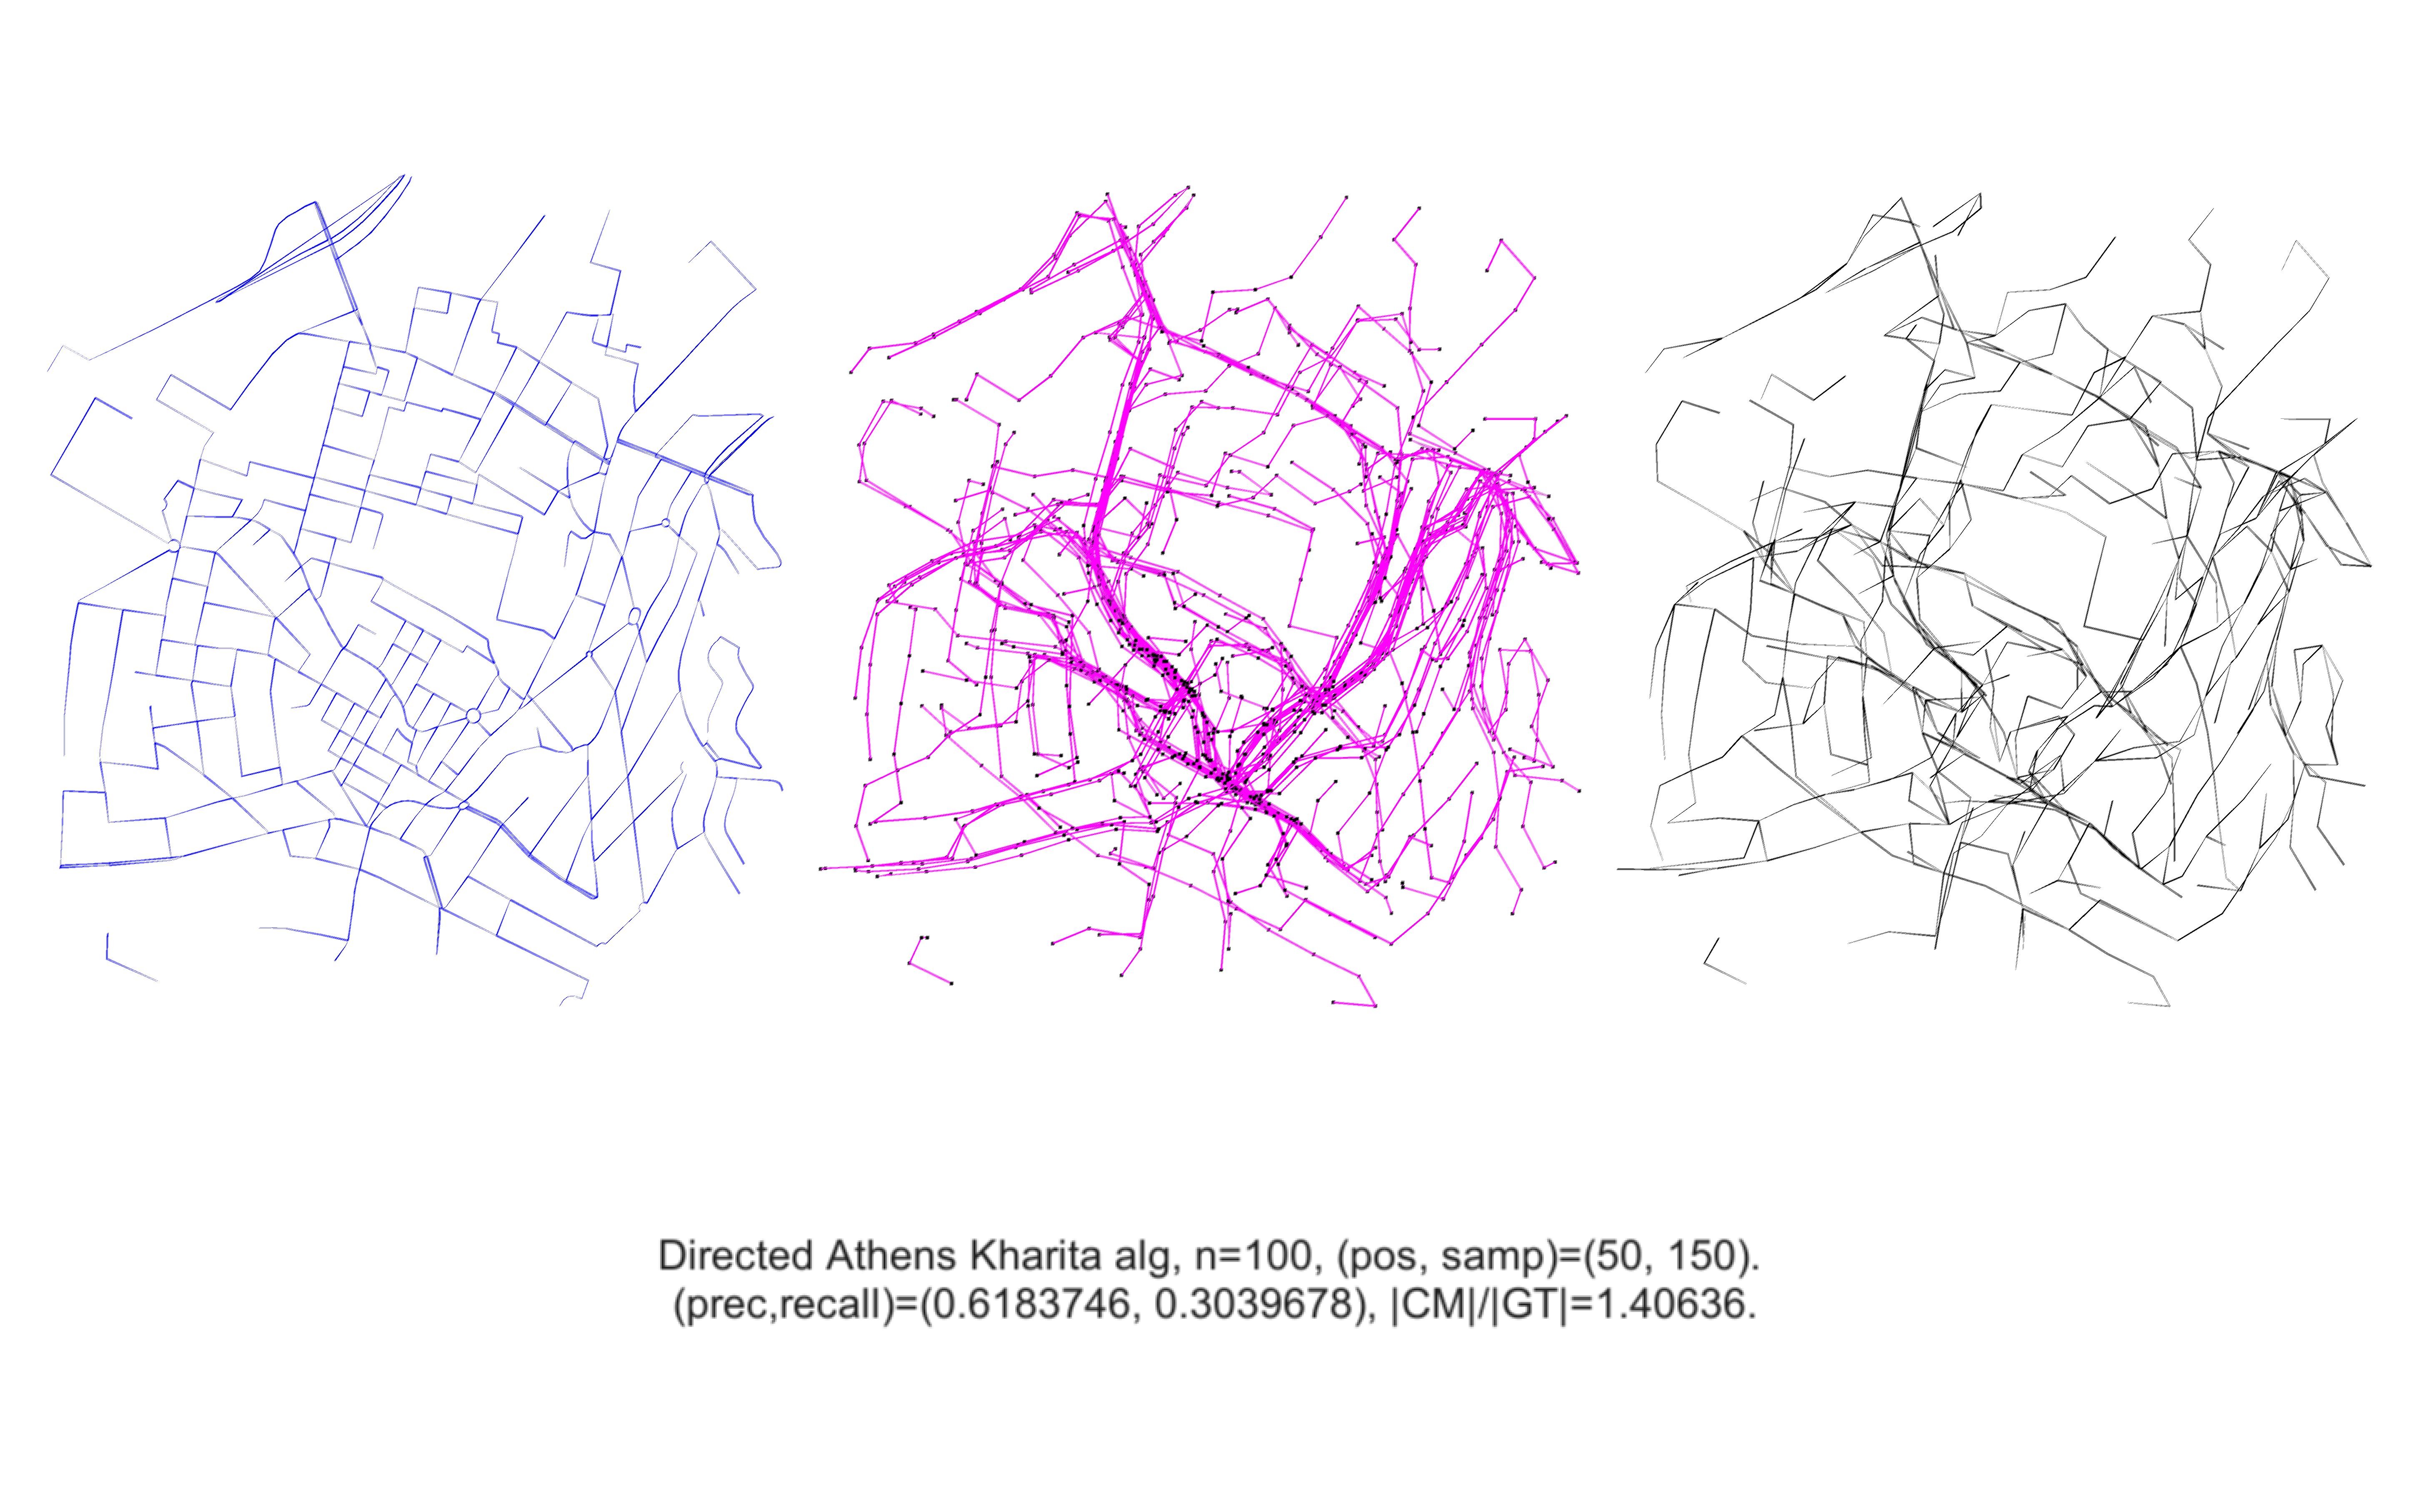 Directed Athens Kharita alg, n=100, (pos, samp)=(50, 150).
(prec,recall)=(0.6183746, 0.3039678), |CM|/|GT|=1.40636.